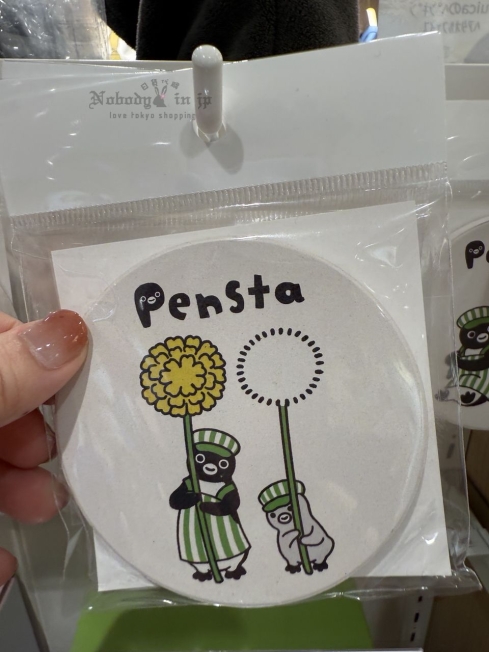 Nobody in jp
love tokyo shopping
Pensta